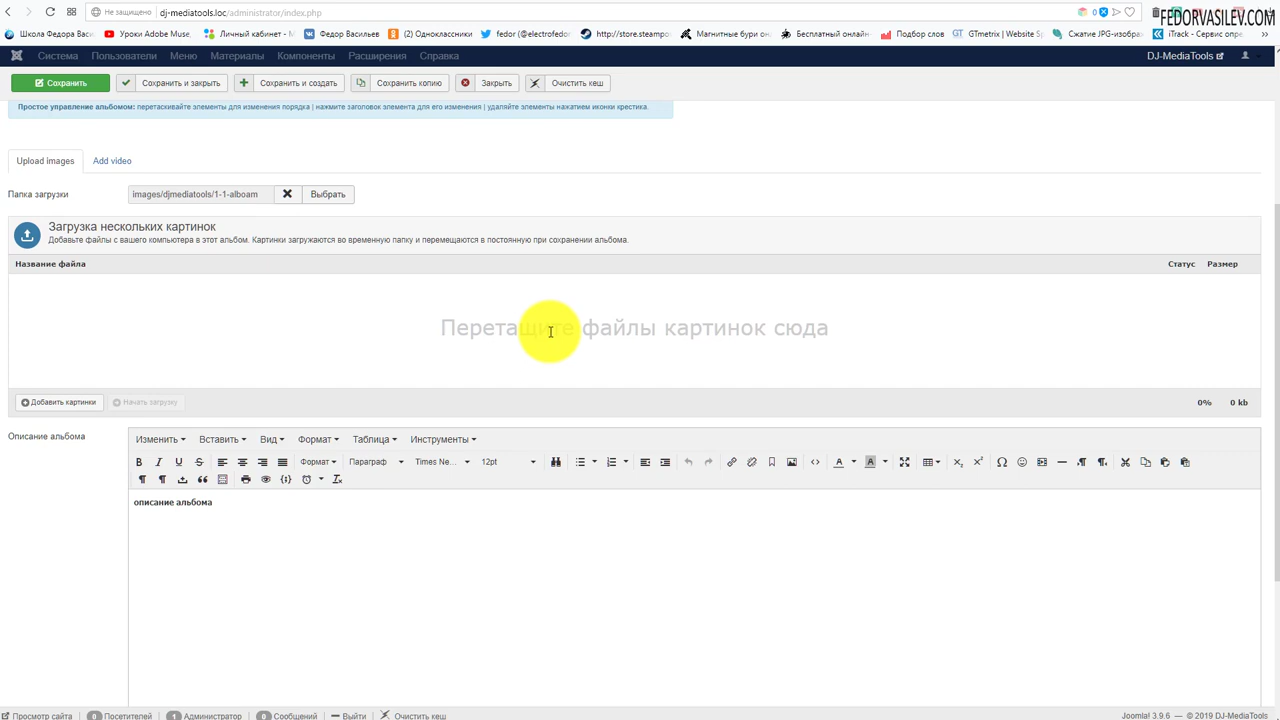 Не защищено dj-mediatools.loc/administrator/index.php 0
FEDORVASILEV.COM
Школа Федора Васи. Уроки Adobe Muse, Личный кабинет - М. Федор Васильев (2) Одноклассники fedor (@electrofedor http://store.steampo Магнитные бури он Бесплатный онлайн Подбор слов GTmetrix | Website S Сжатие JPG-изобра: iTrack - Сервис опре.
Система Пользователи Меню Материалы Компоненты Расширения Справка DJ-MediaTools
Сохранить Сохранить и закрыть Сохранить и создать Сохранить копию Закрыть Очистить кеш
Простое управление альбомом: перетаскивайте элементы для изменения порядка | нажмите заголовок элемента для его изменения | удаляйте элементы нажатием иконки крестика.
Upload images Add video
Папка загрузки images/djmediatools/1-1-alboam Выбрать
Загрузка нескольких картинок
Добавьте файлы с вашего компьютера в этот альбом. Картинки загружаются во временную папку и перемещаются в постоянную при сохранении альбома.
Название файла Статус Размер
Перетащите файлы картинок сюда
Добавить картинки Начать загрузку 0% 0 kb
Описание альбома
Изменить Вставить Вид Формат Таблица Инструменты
Формат Параграф Times Ne... 12pt
описание альбома
Просмотр сайта 0 Посетителей 1 Администратор 0 Сообщений Выйти Очистить кеш Joomla! 3.9.6 — © 2019 DJ-MediaTools